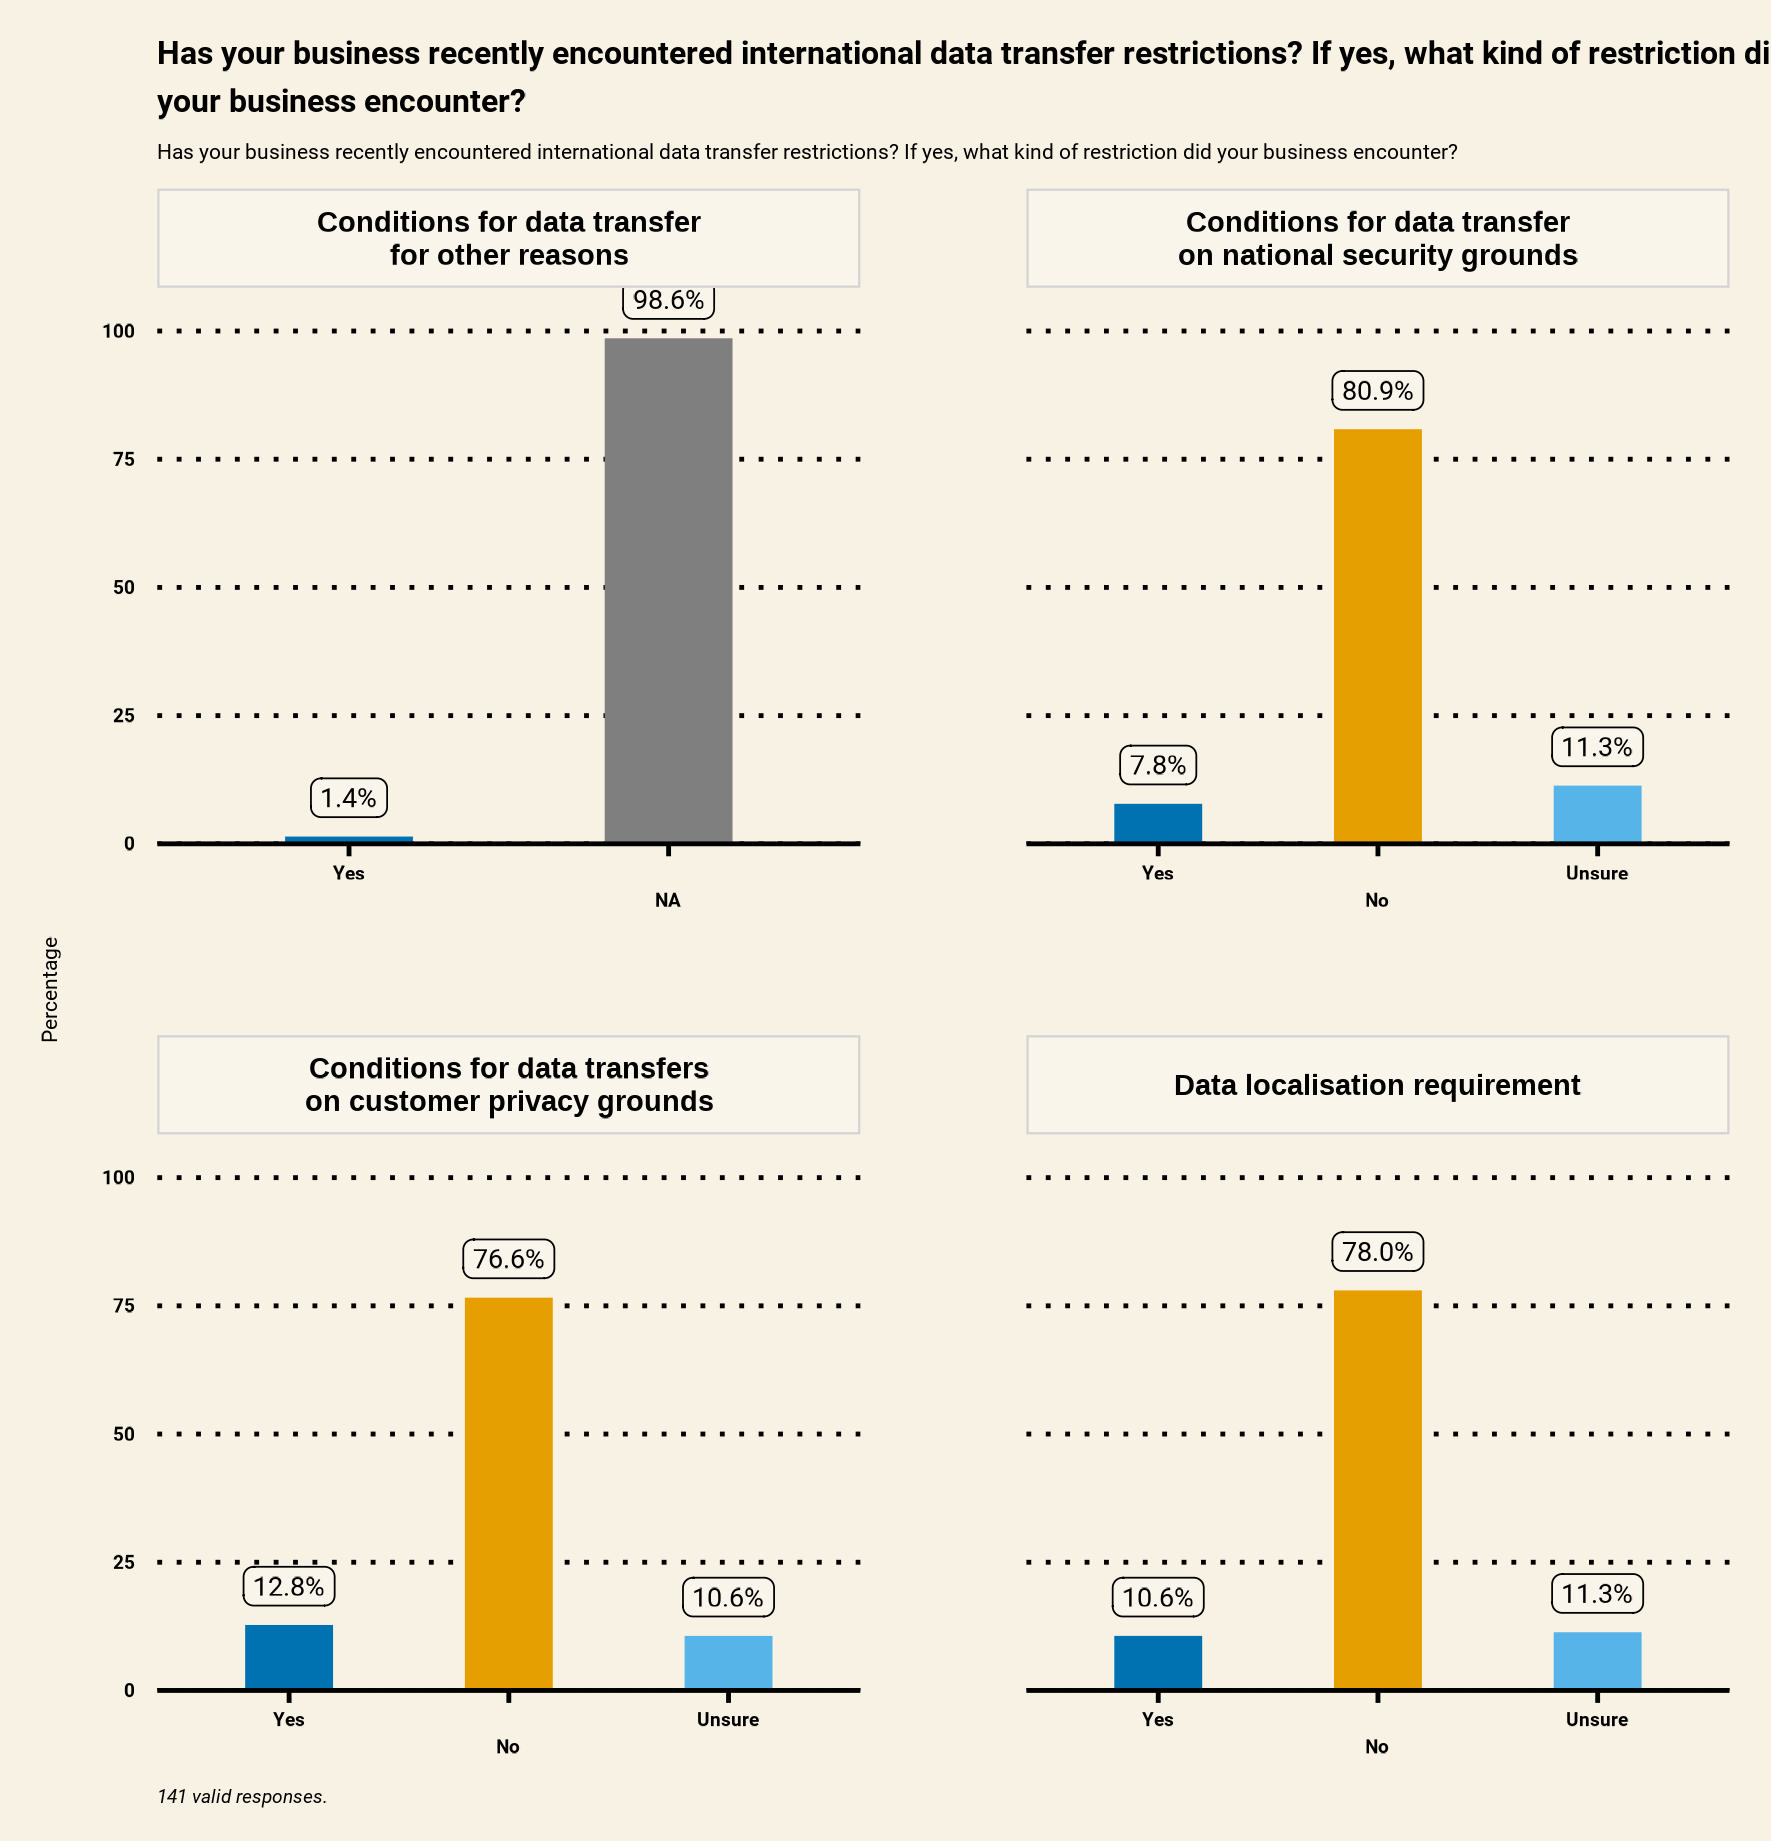 Has your business recently encountered international data transfer restrictions? If yes, what kind of restriction di
your business encounter?
Has your business recently encountered international data transfer restrictions? If yes, what kind of restriction did your business encounter?
Conditions for data transfer
for other reasons
98.6%
100
75
50
25
0
1.4%
Yes
NA
Conditions for data transfer
on national security grounds
80.9%
7.8%
11.3%
Yes
No
Unsure
Percentage
Conditions for data transfers
on customer privacy grounds
100
75
50
25
0
76.6%
12.8%
10.6%
Yes
No
Unsure
Data localisation requirement
78.0%
10.6%
11.3%
Yes
No
Unsure
141 valid responses.